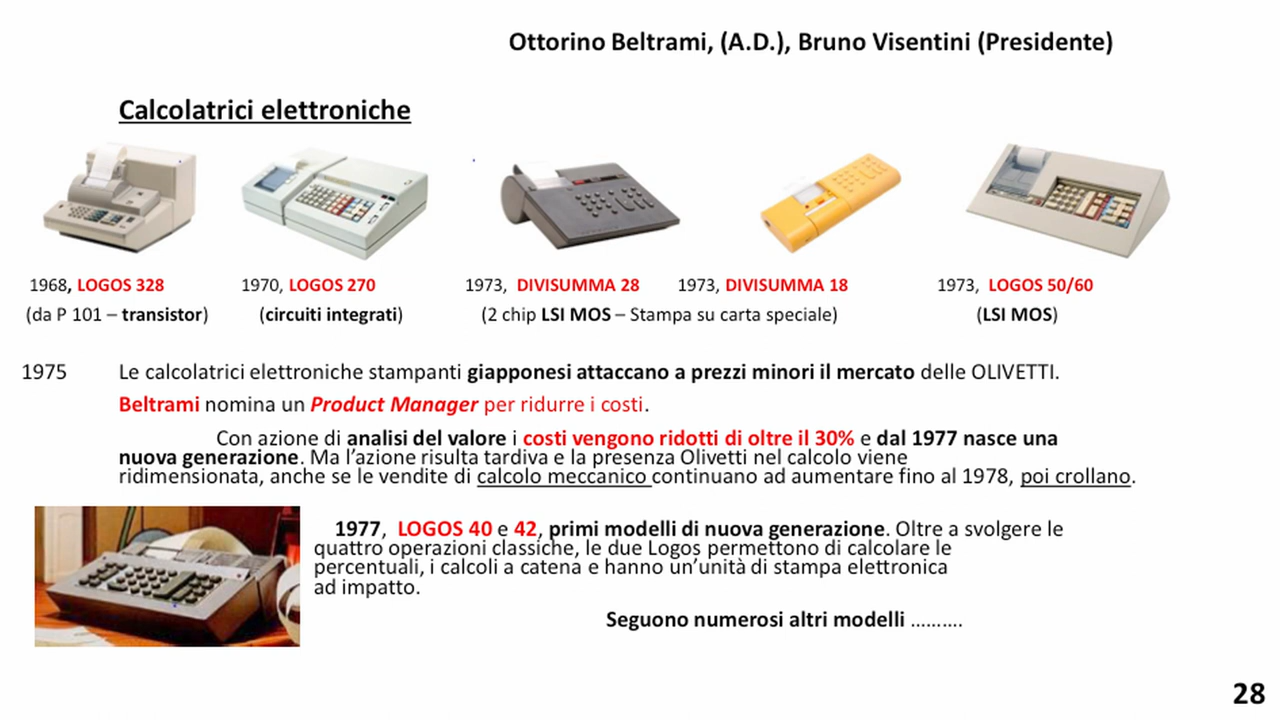 Ottorino Beltrami, (A.D.), Bruno Visentini (Presidente)
Calcolatrici elettroniche
1968, LOGOS 328
1970, LOGOS 270
1973, DIVISUMMA 28
1973, DIVISUMMA 18
1973, LOGOS 50/60
(da P 101 – transistor)
(circuiti integrati)
(2 chip LSI MOS – Stampa su carta speciale)
(LSI MOS)
1975 Le calcolatrici elettroniche stampanti giapponesi attaccano a prezzi minori il mercato delle OLIVETTI.
Beltrami nomina un Product Manager per ridurre i costi.
Con azione di analisi del valore i costi vengono ridotti di oltre il 30% e dal 1977 nasce una
nuova generazione. Ma l’azione risulta tardiva e la presenza Olivetti nel calcolo viene
ridimensionata, anche se le vendite di calcolo meccanico continuano ad aumentare fino al 1978, poi crollano.
1977, LOGOS 40 e 42, primi modelli di nuova generazione. Oltre a svolgere le
quattro operazioni classiche, le due Logos permettono di calcolare le
percentuali, i calcoli a catena e hanno un’unità di stampa elettronica
ad impatto.
Seguono numerosi altri modelli ……….
28